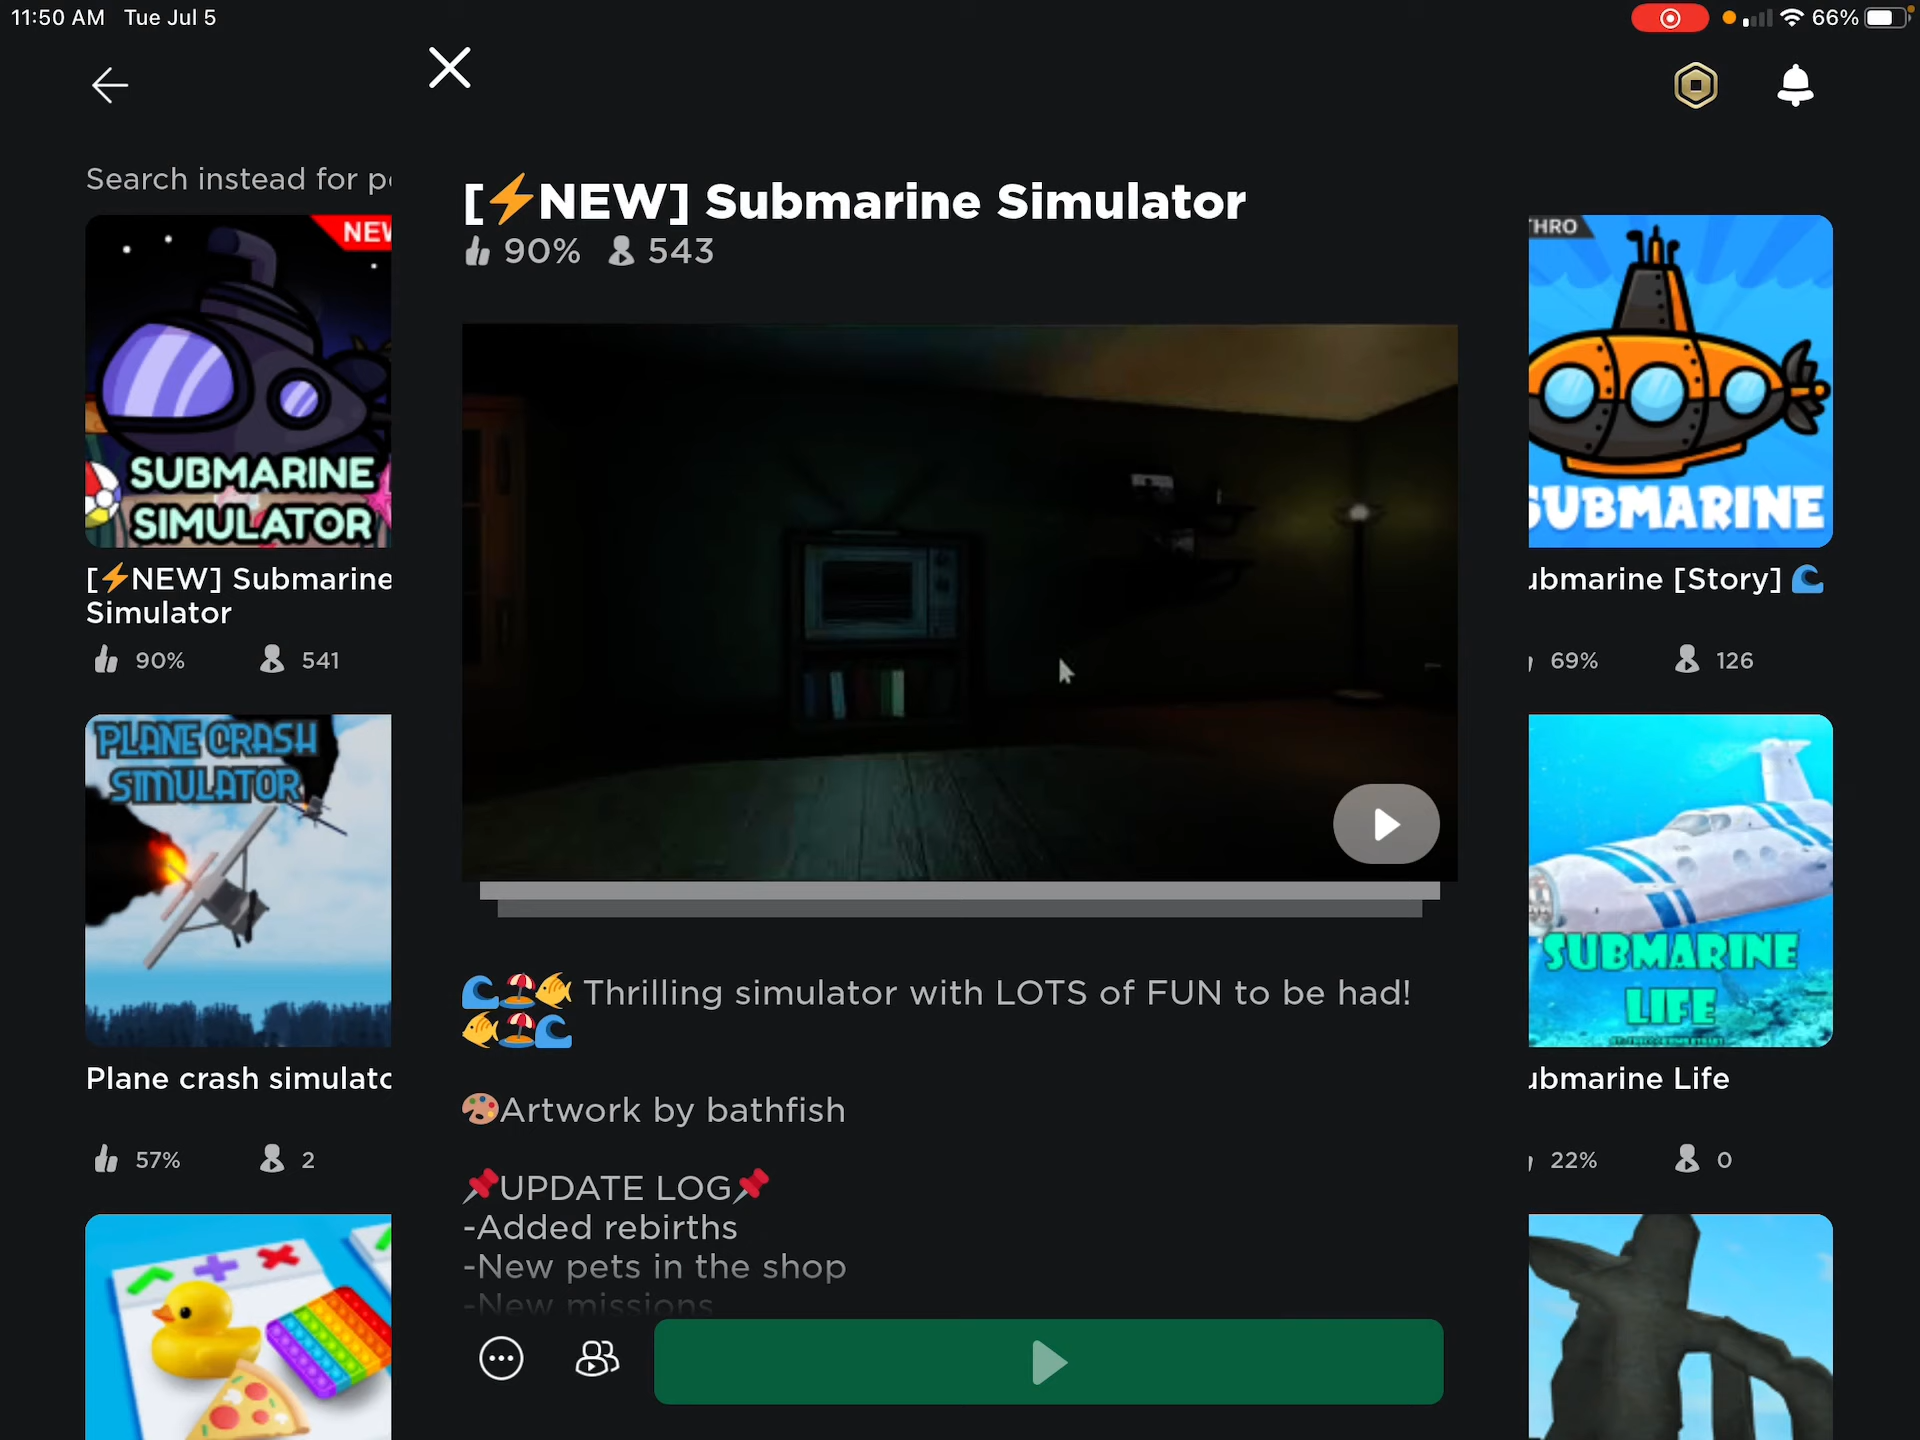 11:50 AM Tue Jul 5
66%
Search instead for
[⚡NEW] Submarine Simulator
90% 543
NEW
SUBMARINE
SIMULATOR
[⚡NEW] Submarine
Simulator
90% 541
PLANE CRASH
SIMULATOR
Plane crash simulato
57% 2
🌊⛱️🐠 Thrilling simulator with LOTS of FUN to be had!
🐠⛱️🌊
🎨Artwork by bathfish
📌UPDATE LOG📌
-Added rebirths
-New pets in the shop
-New missions
THRO
SUBMARINE
ubmarine [Story] 🌊
69% 126
SUBMARINE
LIFE
ubmarine Life
22% 0